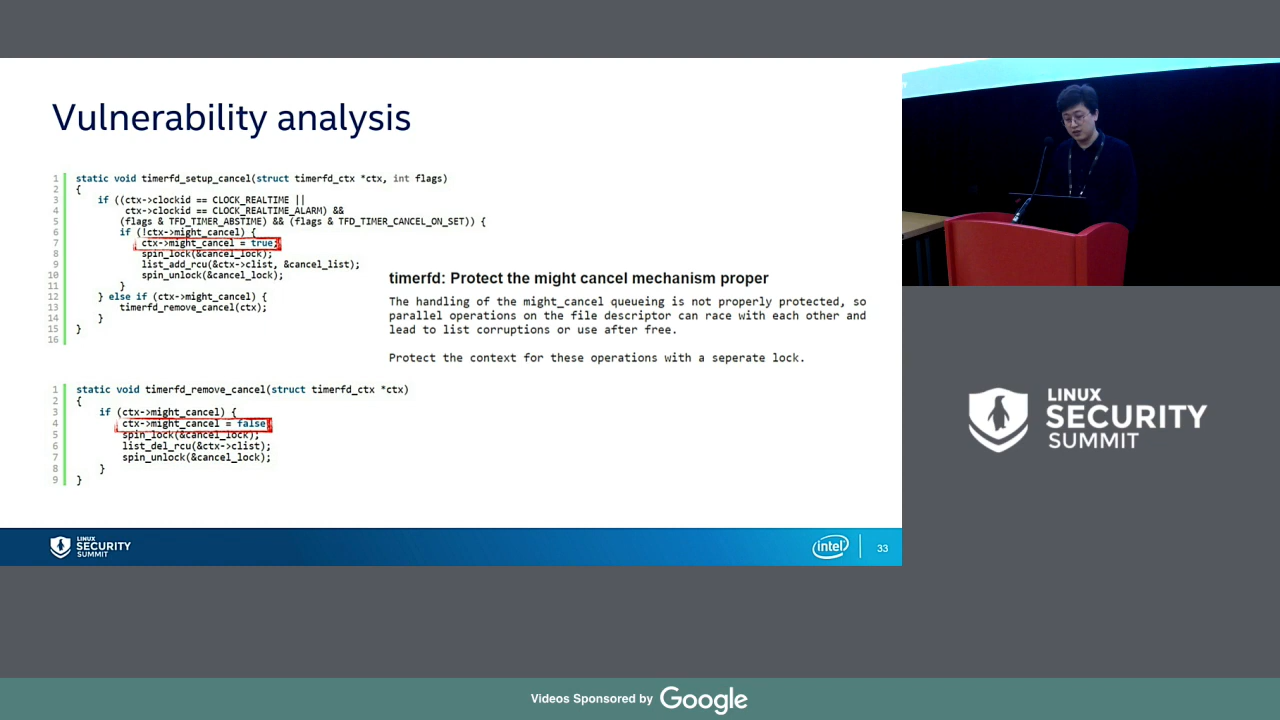 Vulnerability analysis
1 static void timerfd_setup_cancel(struct timerfd_ctx *ctx, int flags)
2 {
3 if ((ctx->clockid == CLOCK_REALTIME ||
4 ctx->clockid == CLOCK_REALTIME_ALARM) &&
5 (flags & TFD_TIMER_ABSTIME) && (flags & TFD_TIMER_CANCEL_ON_SET)) {
6 if (!ctx->might_cancel) {
7 ctx->might_cancel = true;
8 spin_lock(&cancel_lock);
9 list_add_rcu(&ctx->clist, &cancel_list);
10 spin_unlock(&cancel_lock);
11 }
12 } else if (ctx->might_cancel) {
13 timerfd_remove_cancel(ctx);
14 }
15 }
16
timerfd: Protect the might cancel mechanism proper
The handling of the might_cancel queueing is not properly protected, so
parallel operations on the file descriptor can race with each other and
lead to list corruptions or use after free.
Protect the context for these operations with a seperate lock.
1 static void timerfd_remove_cancel(struct timerfd_ctx *ctx)
2 {
3 if (ctx->might_cancel) {
4 ctx->might_cancel = false;
5 spin_lock(&cancel_lock);
6 list_del_rcu(&ctx->clist);
7 spin_unlock(&cancel_lock);
8 }
9 }
LINUX
SECURITY
SUMMIT
intel
33
LINUX
SECURITY
SUMMIT
Videos Sponsored by Google